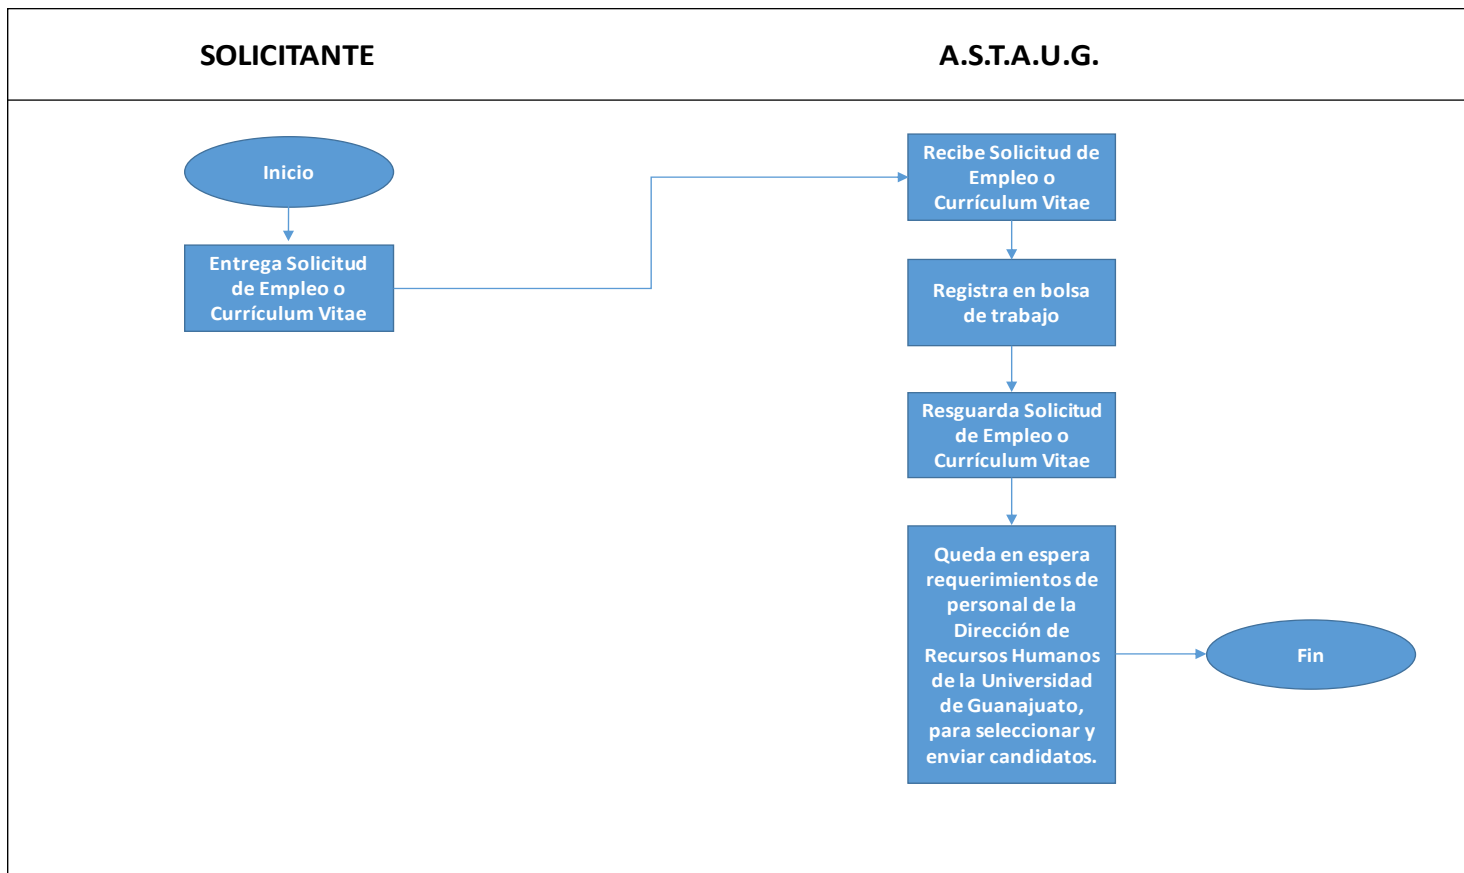 SOLICITANTE
A.S.T.A.U.G.
Inicio
Entrega Solicitud
de Empleo o
Currículum Vitae
Recibe Solicitud de
Empleo o
Currículum Vitae
Registra en bolsa
de trabajo
Resguarda Solicitud
de Empleo o
Currículum Vitae
Queda en espera
requerimientos de
personal de la
Dirección de
Recursos Humanos
de la Universidad
de Guanajuato,
para seleccionar y
enviar candidatos.
Fin